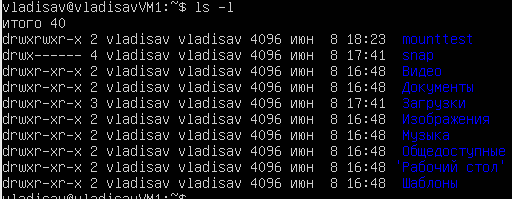 vladisav@vladisavVM1:~$ ls -l
итого 40
drwxrwxr-x 2 vladisav vladisav 4096 июн  8 18:23  mounttest
drwx------ 4 vladisav vladisav 4096 июн  8 17:41  snap
drwxr-xr-x 2 vladisav vladisav 4096 июн  8 16:48  Видео
drwxr-xr-x 2 vladisav vladisav 4096 июн  8 16:48  Документы
drwxr-xr-x 3 vladisav vladisav 4096 июн  8 17:41  Загрузки
drwxr-xr-x 2 vladisav vladisav 4096 июн  8 16:48  Изображения
drwxr-xr-x 2 vladisav vladisav 4096 июн  8 16:48  Музыка
drwxr-xr-x 2 vladisav vladisav 4096 июн  8 16:48  Общедоступные
drwxr-xr-x 2 vladisav vladisav 4096 июн  8 16:48 'Рабочий стол'
drwxr-xr-x 2 vladisav vladisav 4096 июн  8 16:48  Шаблоны
vladisav@vladisavVM1:~$